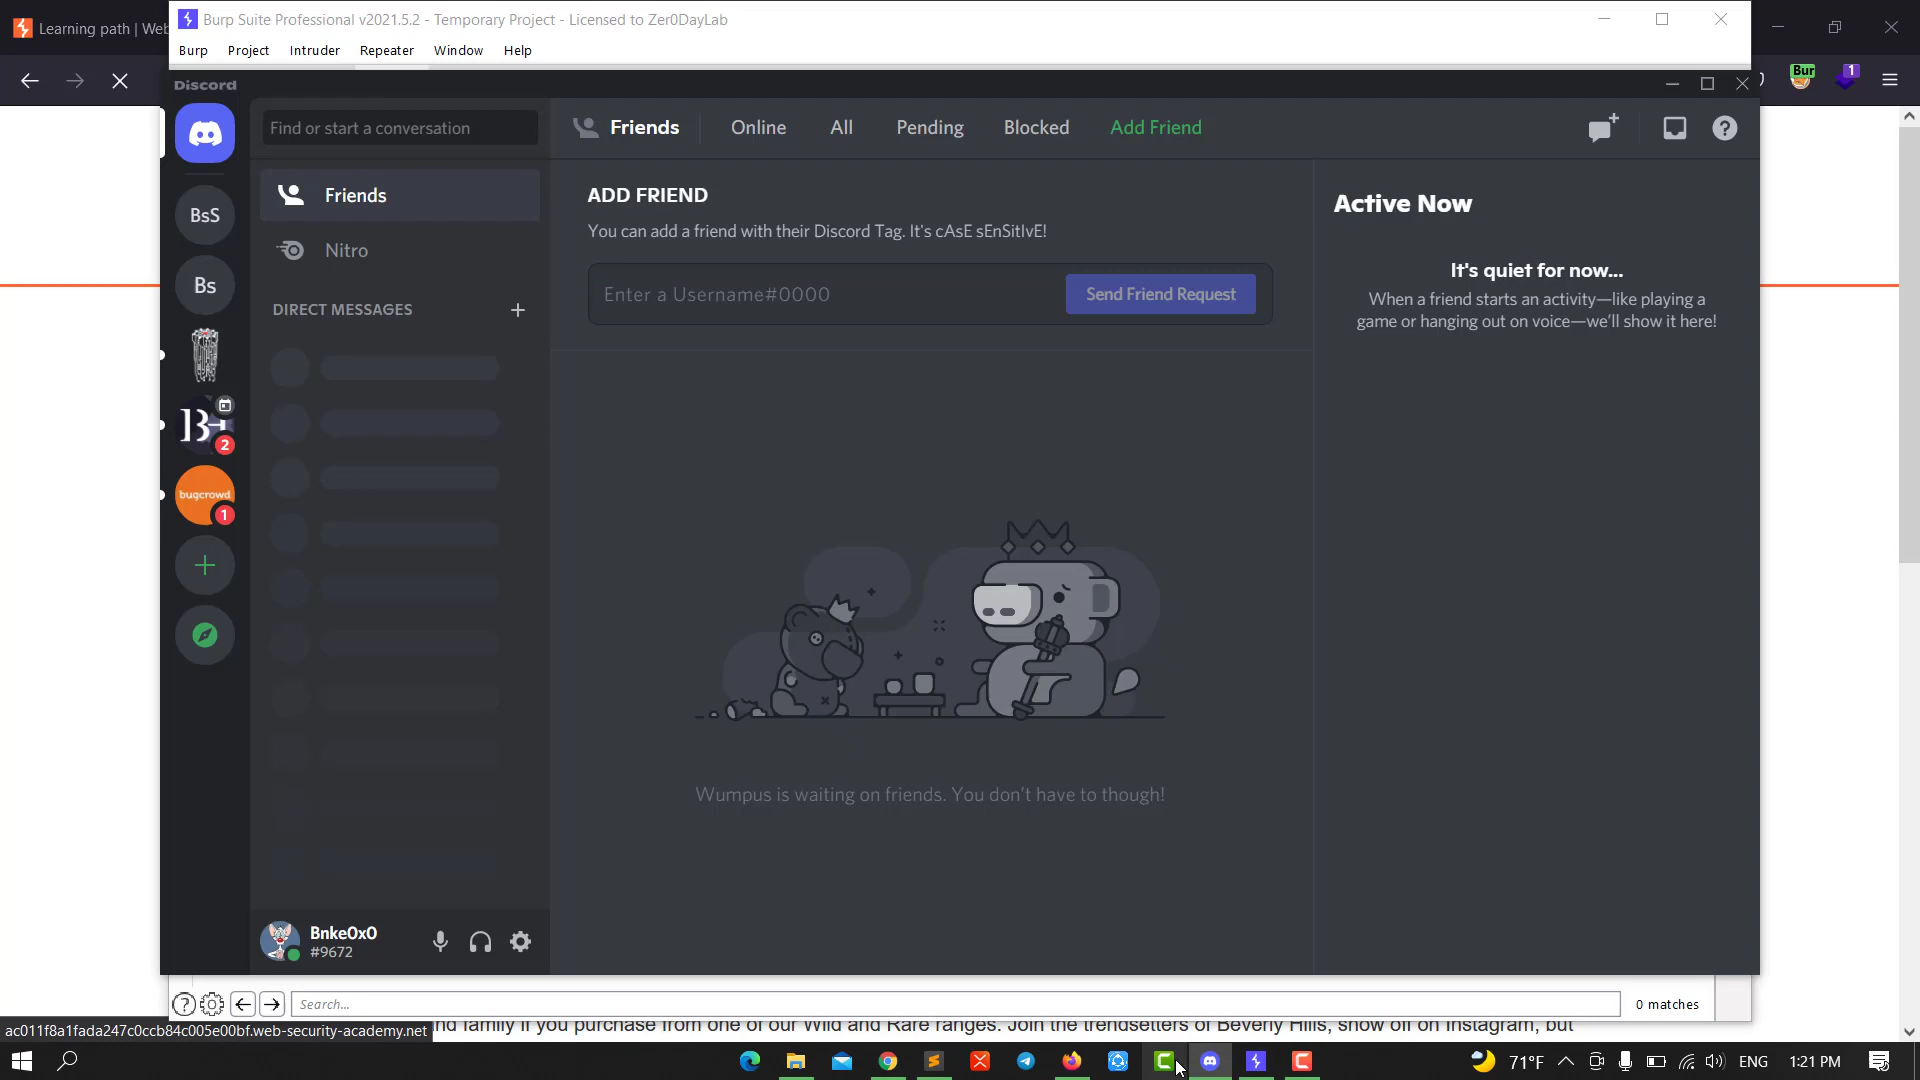 Learning path | Web
Burp Suite Professional v2021.5.2 - Temporary Project - Licensed to Zer0DayLab
Burp Project Intruder Repeater Window Help
Bur
1
Discord
Find or start a conversation
Friends Online All Pending Blocked Add Friend
Friends
Nitro
DIRECT MESSAGES
BsS
Bs
2
bugcrowd
1
ADD FRIEND
You can add a friend with their Discord Tag. It's cAsE sEnSitIvE!
Enter a Username#0000
Send Friend Request
Active Now
It's quiet for now...
When a friend starts an activity—like playing a
game or hanging out on voice—we'll show it here!
Wumpus is waiting on friends. You don't have to though!
Bnke0x0
#9672
Search...
0 matches
ac011f8a1fada247c0ccb84c005e00bf.web-security-academy.net
nd family if you purchase from one of our Wild and Rare ranges. Join the trendsetters of Beverly Hills, show off on Instagram, but
71°F ENG 1:21 PM